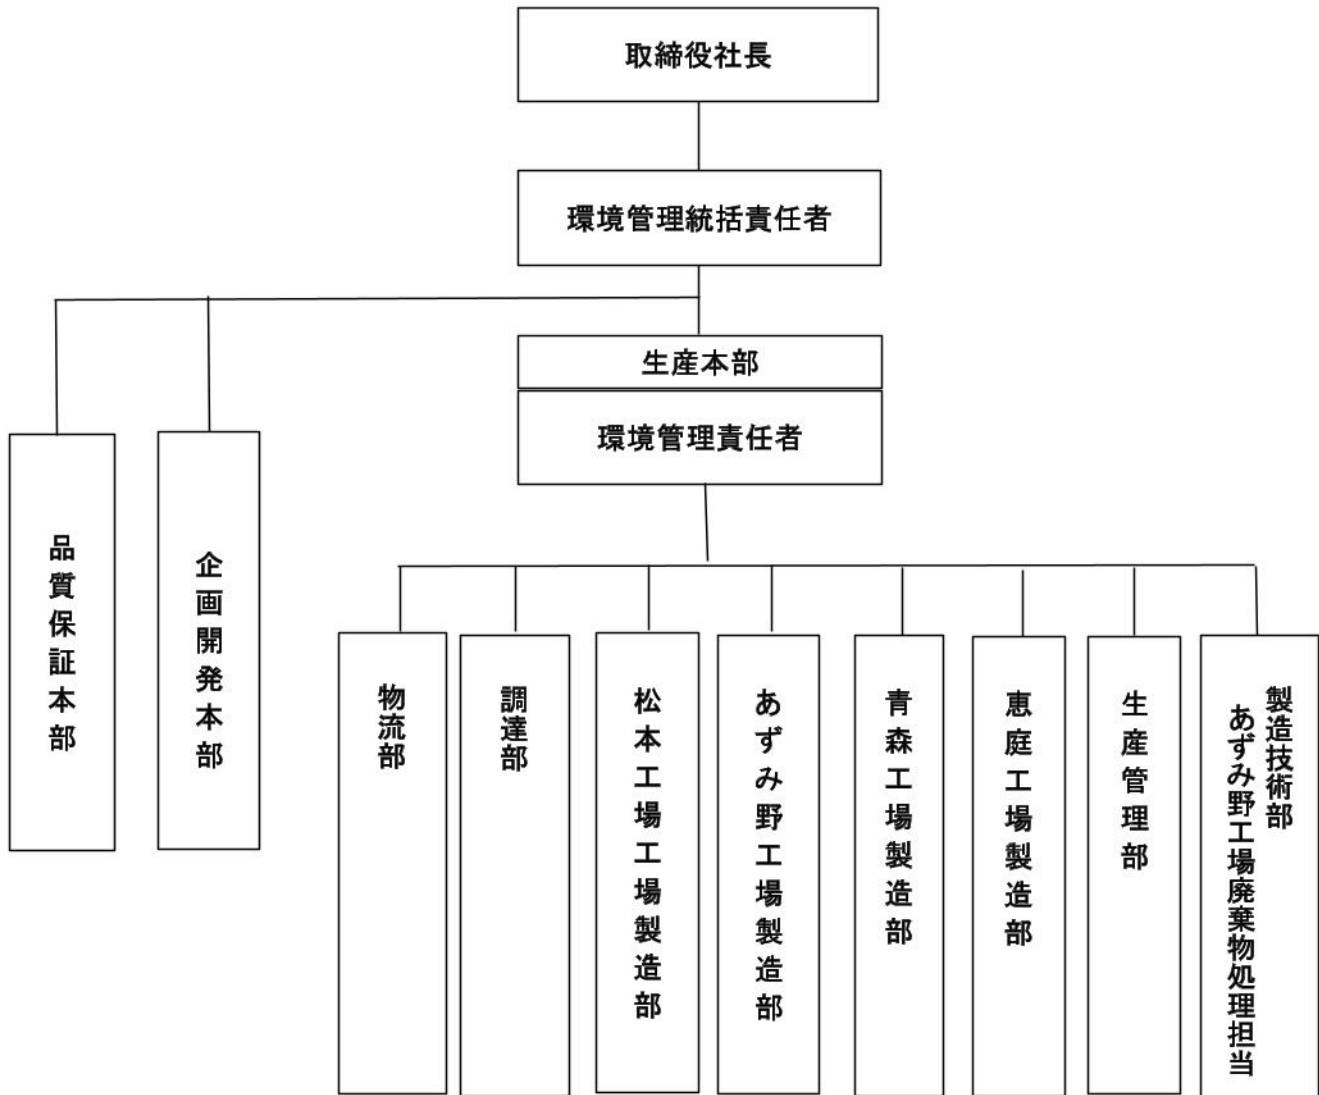 取締役社長
環境管理統括責任者
生産本部
環境管理責任者
品質保証本部
企画開発本部
物流部
調達部
松本工場工場製造部
あずみ野工場製造部
青森工場製造部
恵庭工場製造部
生産管理部
製造技術部
あずみ野工場廃棄物処理担当